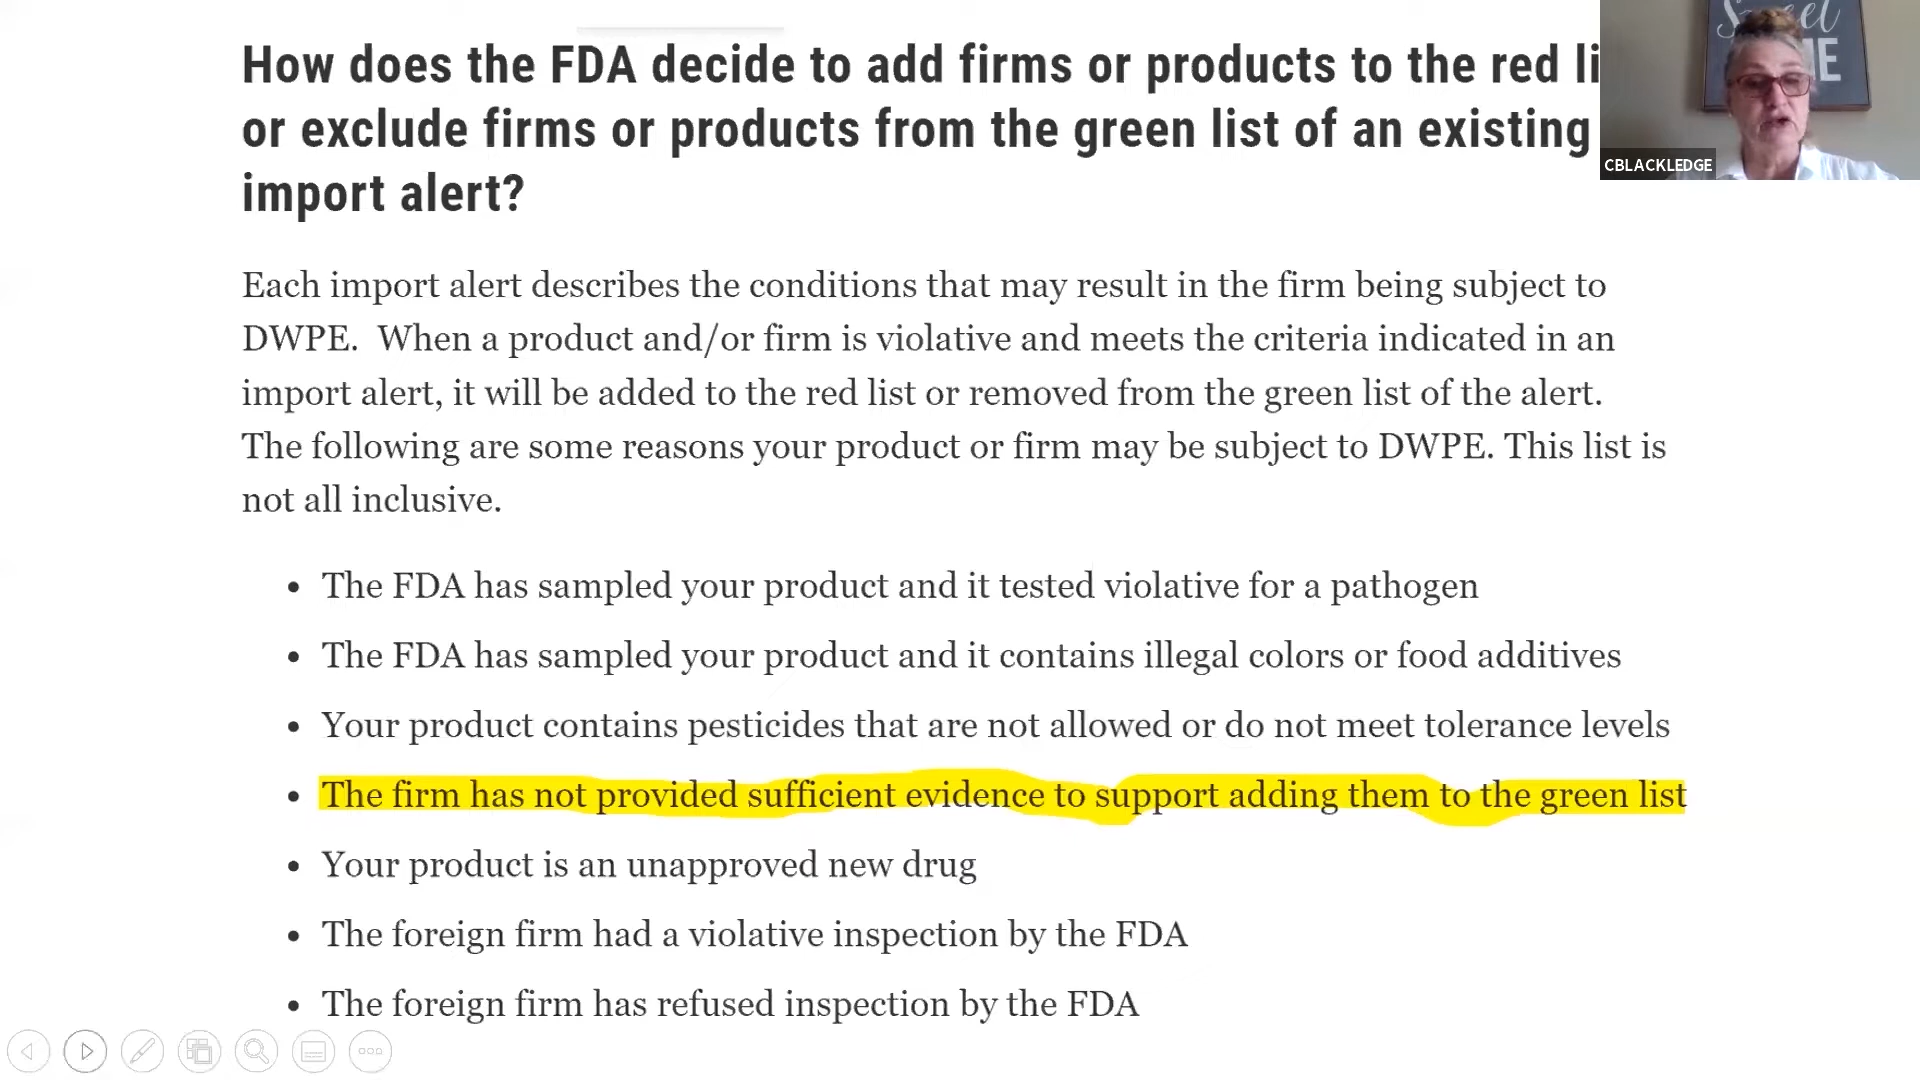 How does the FDA decide to add firms or products to the red li
or exclude firms or products from the green list of an existing
import alert?
Each import alert describes the conditions that may result in the firm being subject to
DWPE.  When a product and/or firm is violative and meets the criteria indicated in an
import alert, it will be added to the red list or removed from the green list of the alert.
The following are some reasons your product or firm may be subject to DWPE. This list is
not all inclusive.
• The FDA has sampled your product and it tested violative for a pathogen
• The FDA has sampled your product and it contains illegal colors or food additives
• Your product contains pesticides that are not allowed or do not meet tolerance levels
• The firm has not provided sufficient evidence to support adding them to the green list
• Your product is an unapproved new drug
• The foreign firm had a violative inspection by the FDA
• The foreign firm has refused inspection by the FDA
CBLACKLEDGE